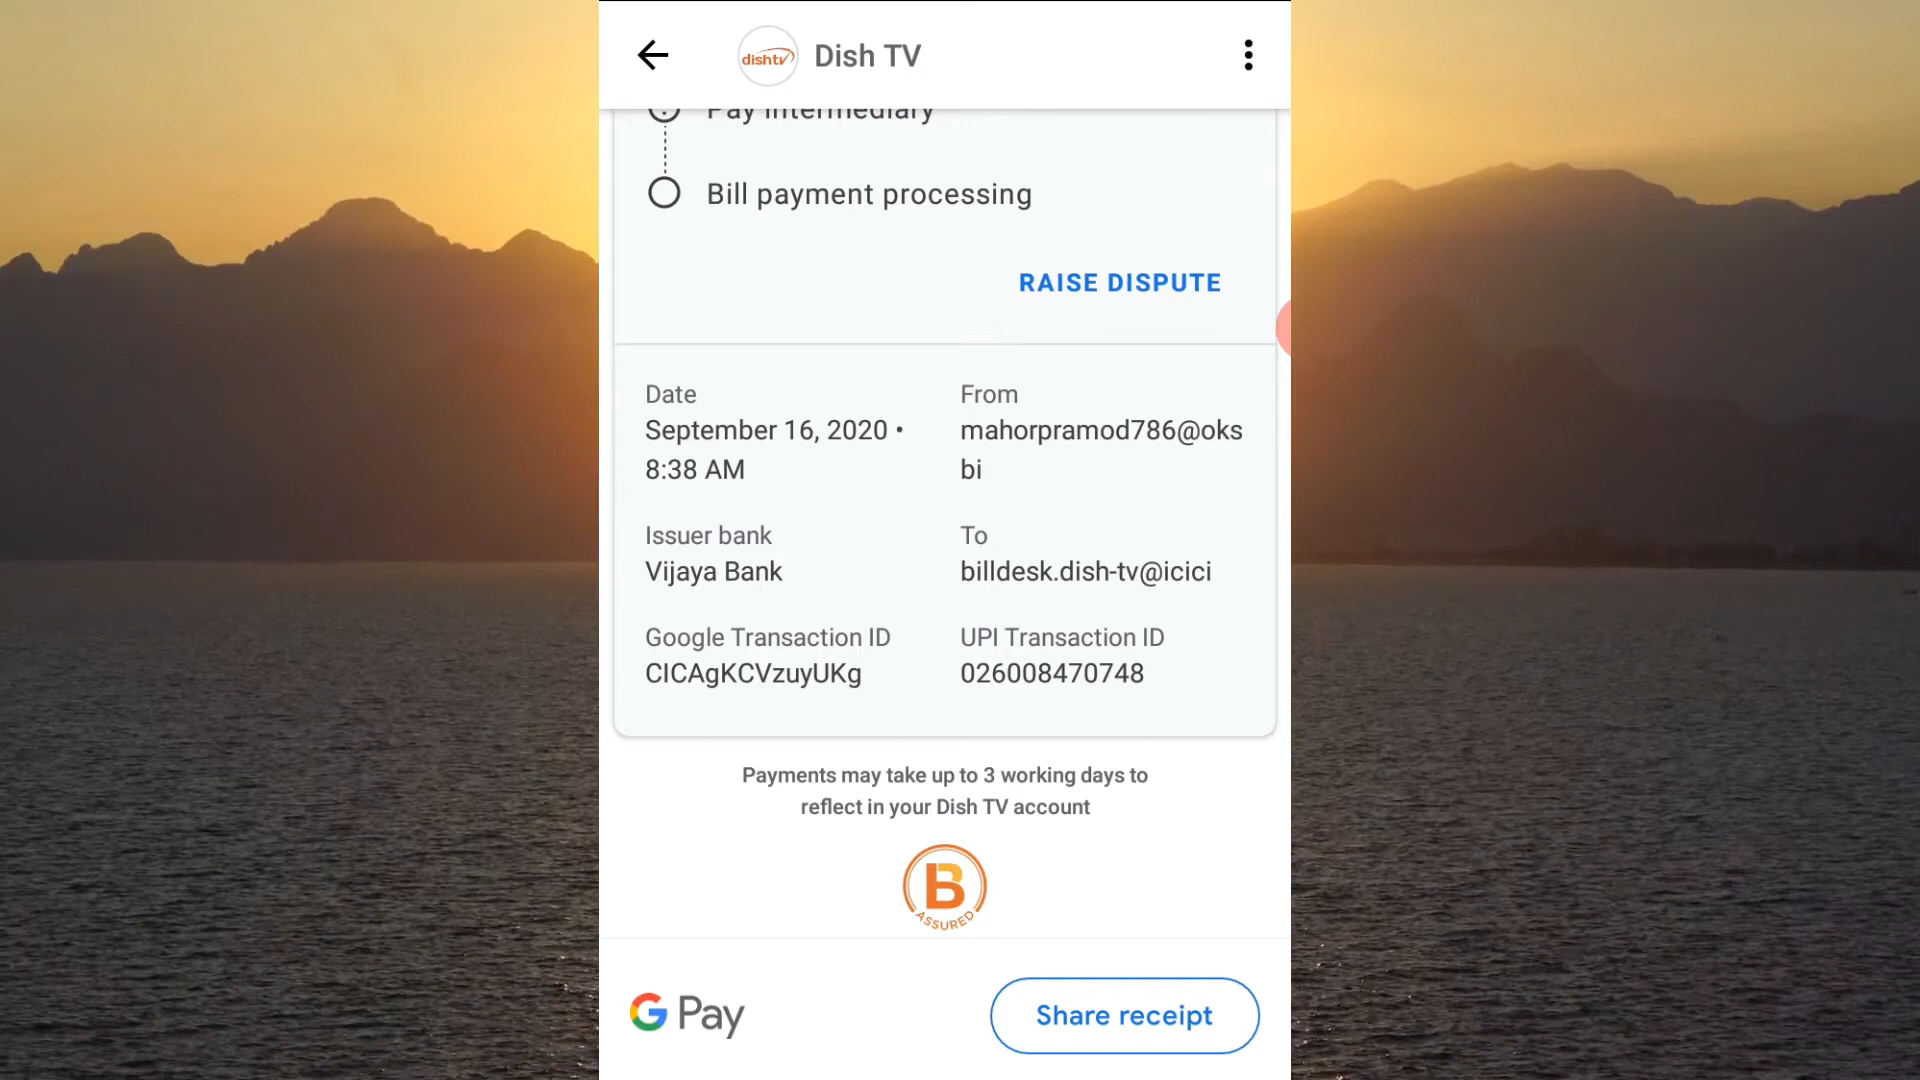 dishtv
Dish TV
Pay intermediary
Bill payment processing
RAISE DISPUTE
Date
September 16, 2020 •
8:38 AM
From
mahorpramod786@oks
bi
Issuer bank
Vijaya Bank
To
billdesk.dish-tv@icici
Google Transaction ID
CICAgKCVzuyUKg
UPI Transaction ID
026008470748
Payments may take up to 3 working days to
reflect in your Dish TV account
B
ASSURED
G Pay
Share receipt